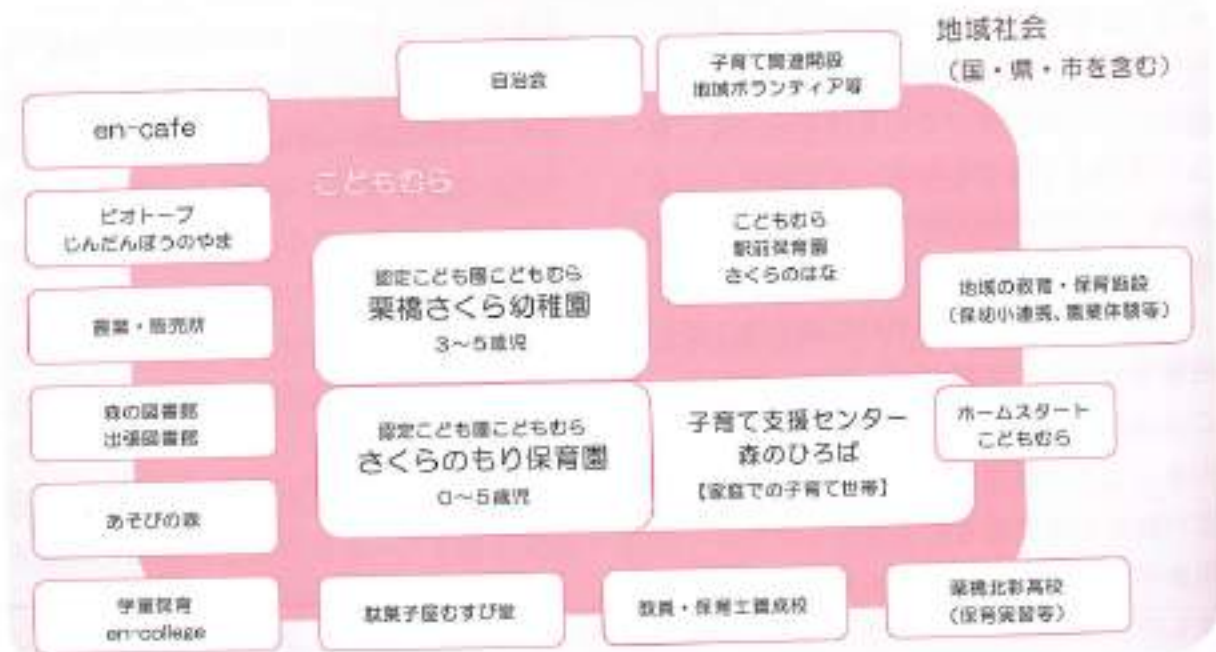 地域社会
(国・県・市を含む)
自治会
子育て関連施設
地域ボランティア等
en-cafe
こどもむら
ビオトープ
じんだんぼうのやま
こどもむら
駅前保育園
さくらのはな
認定こども園こどもむら
栗橋さくら幼稚園
3～5歳児
地域の教育・保育施設
(保幼小連携、職業体験等)
農業・販売所
森の図書館
出張図書館
認定こども園こどもむら
さくらのもり保育園
0～5歳児
子育て支援センター
森のひろば
【家庭での子育て世帯】
ホームスタート
こどもむら
あそびの森
学童保育
en-college
駄菓子屋むすび堂
教員・保育士養成校
栗橋北彩高校
(保育実習等)